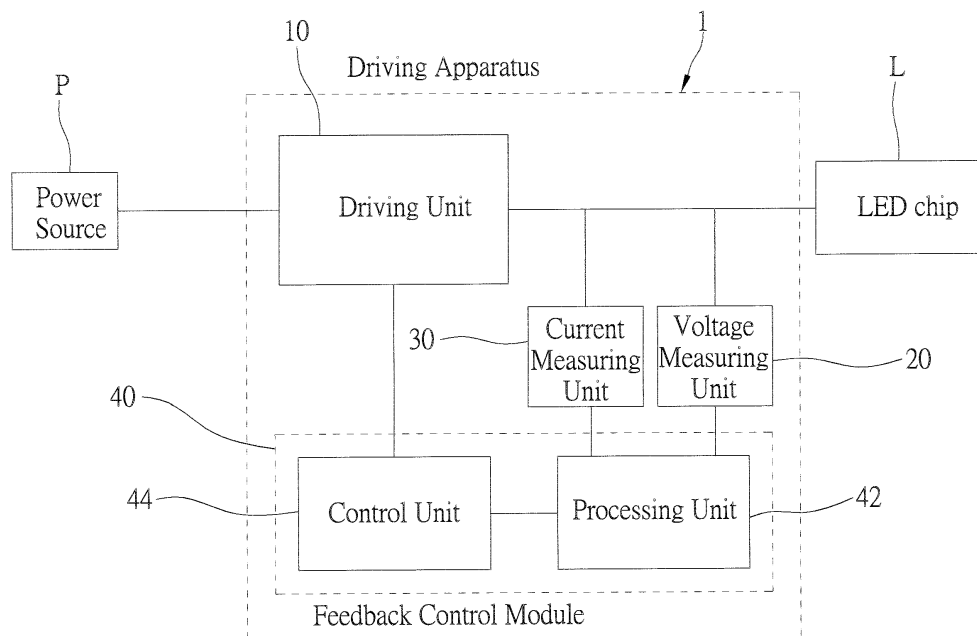 10
1
Driving Apparatus
P
L
Power
Source
Driving Unit
LED chip
30
Current
Measuring
Unit
Voltage
Measuring
Unit
20
40
44
Control Unit
Processing Unit
42
Feedback Control Module